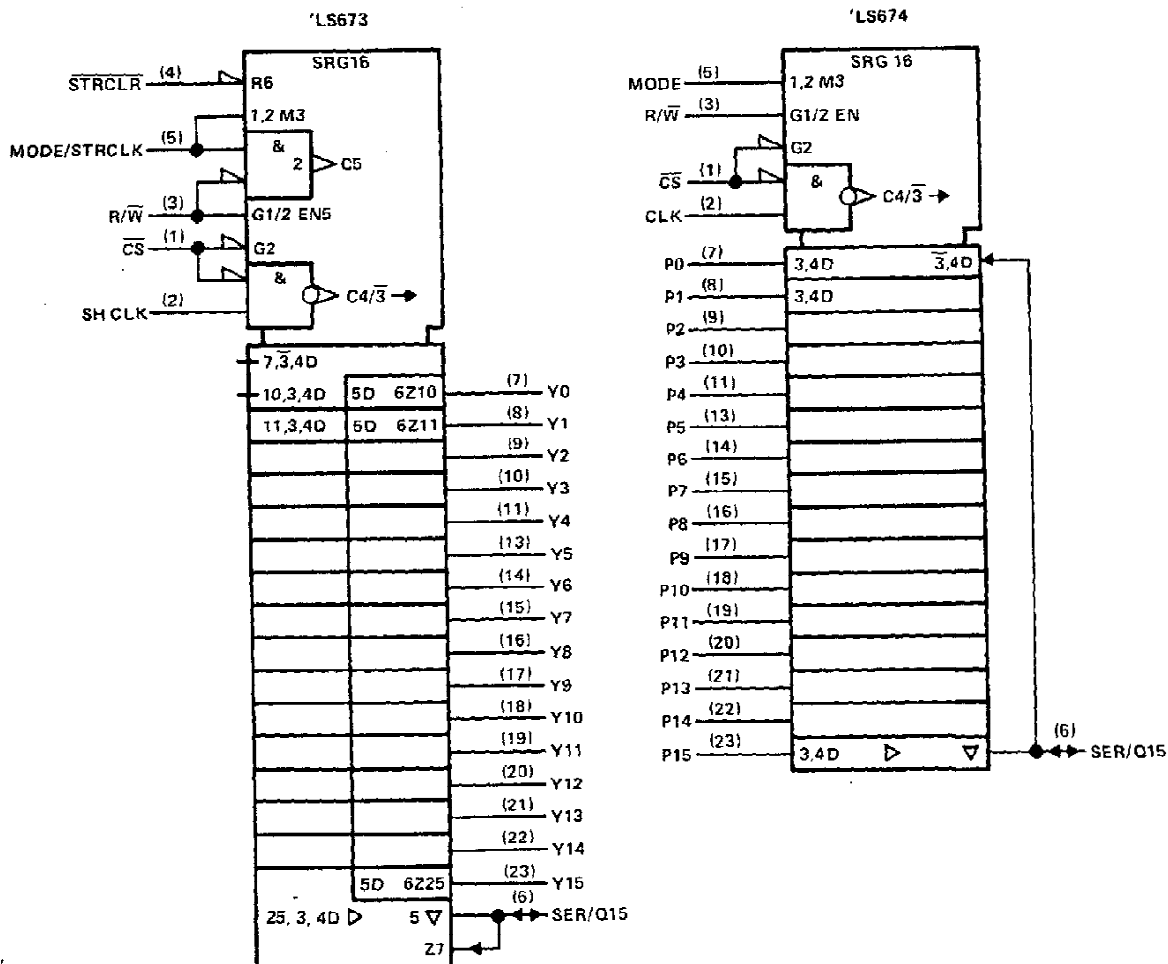 'LS673
SRG16
STRCLR (4) R6
1,2 M3
MODE/STRCLK (5) & 2 C5
R/W (3) G1/2 EN5
CS (1) G2
&
SH CLK (2) C4/3
7,3,4D
10,3,4D 5D 6Z10 (7) Y0
11,3,4D 5D 6Z11 (8) Y1
(9) Y2
(10) Y3
(11) Y4
(13) Y5
(14) Y6
(15) Y7
(16) Y8
(17) Y9
(18) Y10
(19) Y11
(20) Y12
(21) Y13
(22) Y14
5D 6Z25 (23) Y15
25, 3, 4D 5 (6) SER/Q15
Z7
'LS674
SRG 16
MODE (5) 1,2 M3
R/W (3) G1/2 EN
G2
CS (1) &
CLK (2) C4/3
P0 (7) 3,4D 3,4D
P1 (8) 3,4D
P2 (9)
P3 (10)
P4 (11)
P5 (13)
P6 (14)
P7 (15)
P8 (16)
P9 (17)
P10 (18)
P11 (19)
P12 (20)
P13 (21)
P14 (22)
P15 (23) 3,4D (6) SER/Q15